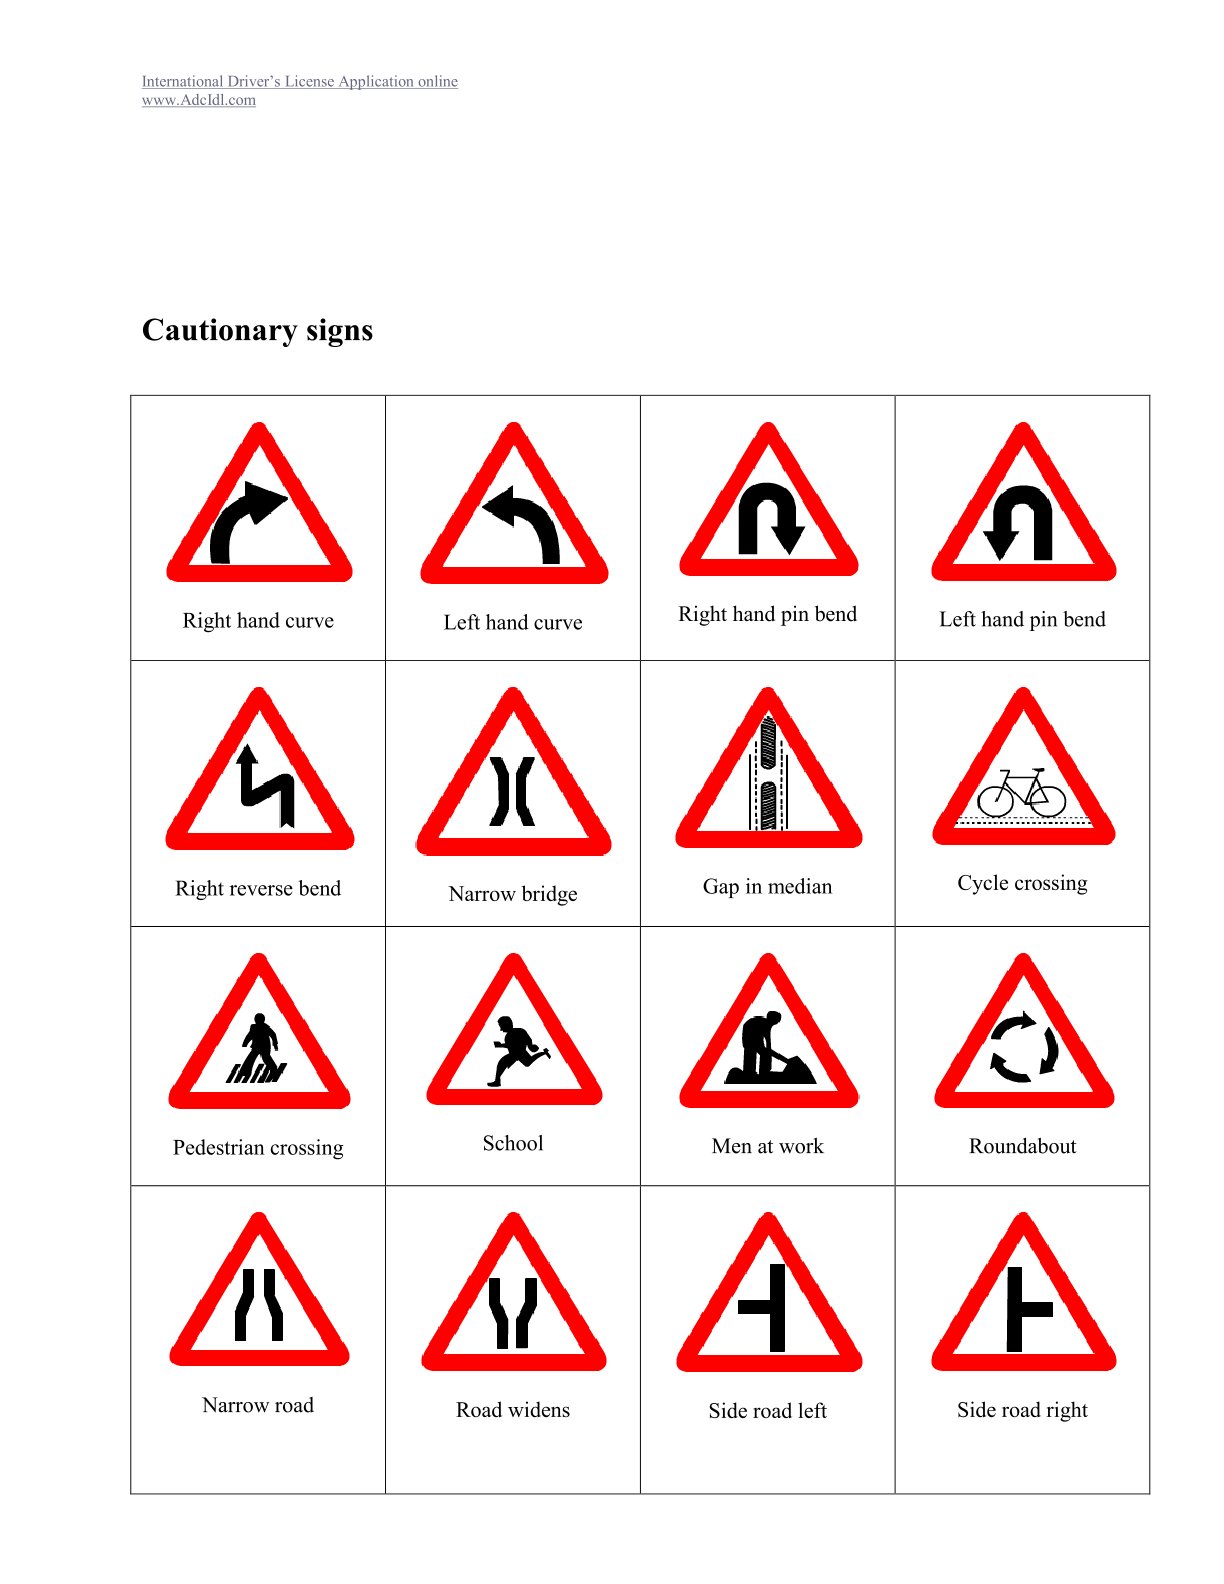 International Driver’s License Application online
www.AdcIdl.com
Cautionary signs
Right hand curve
Left hand curve
Right hand pin bend
Left hand pin bend
Right reverse bend
Narrow bridge
Gap in median
Cycle crossing
Pedestrian crossing
School
Men at work
Roundabout
Narrow road
Road widens
Side road left
Side road right